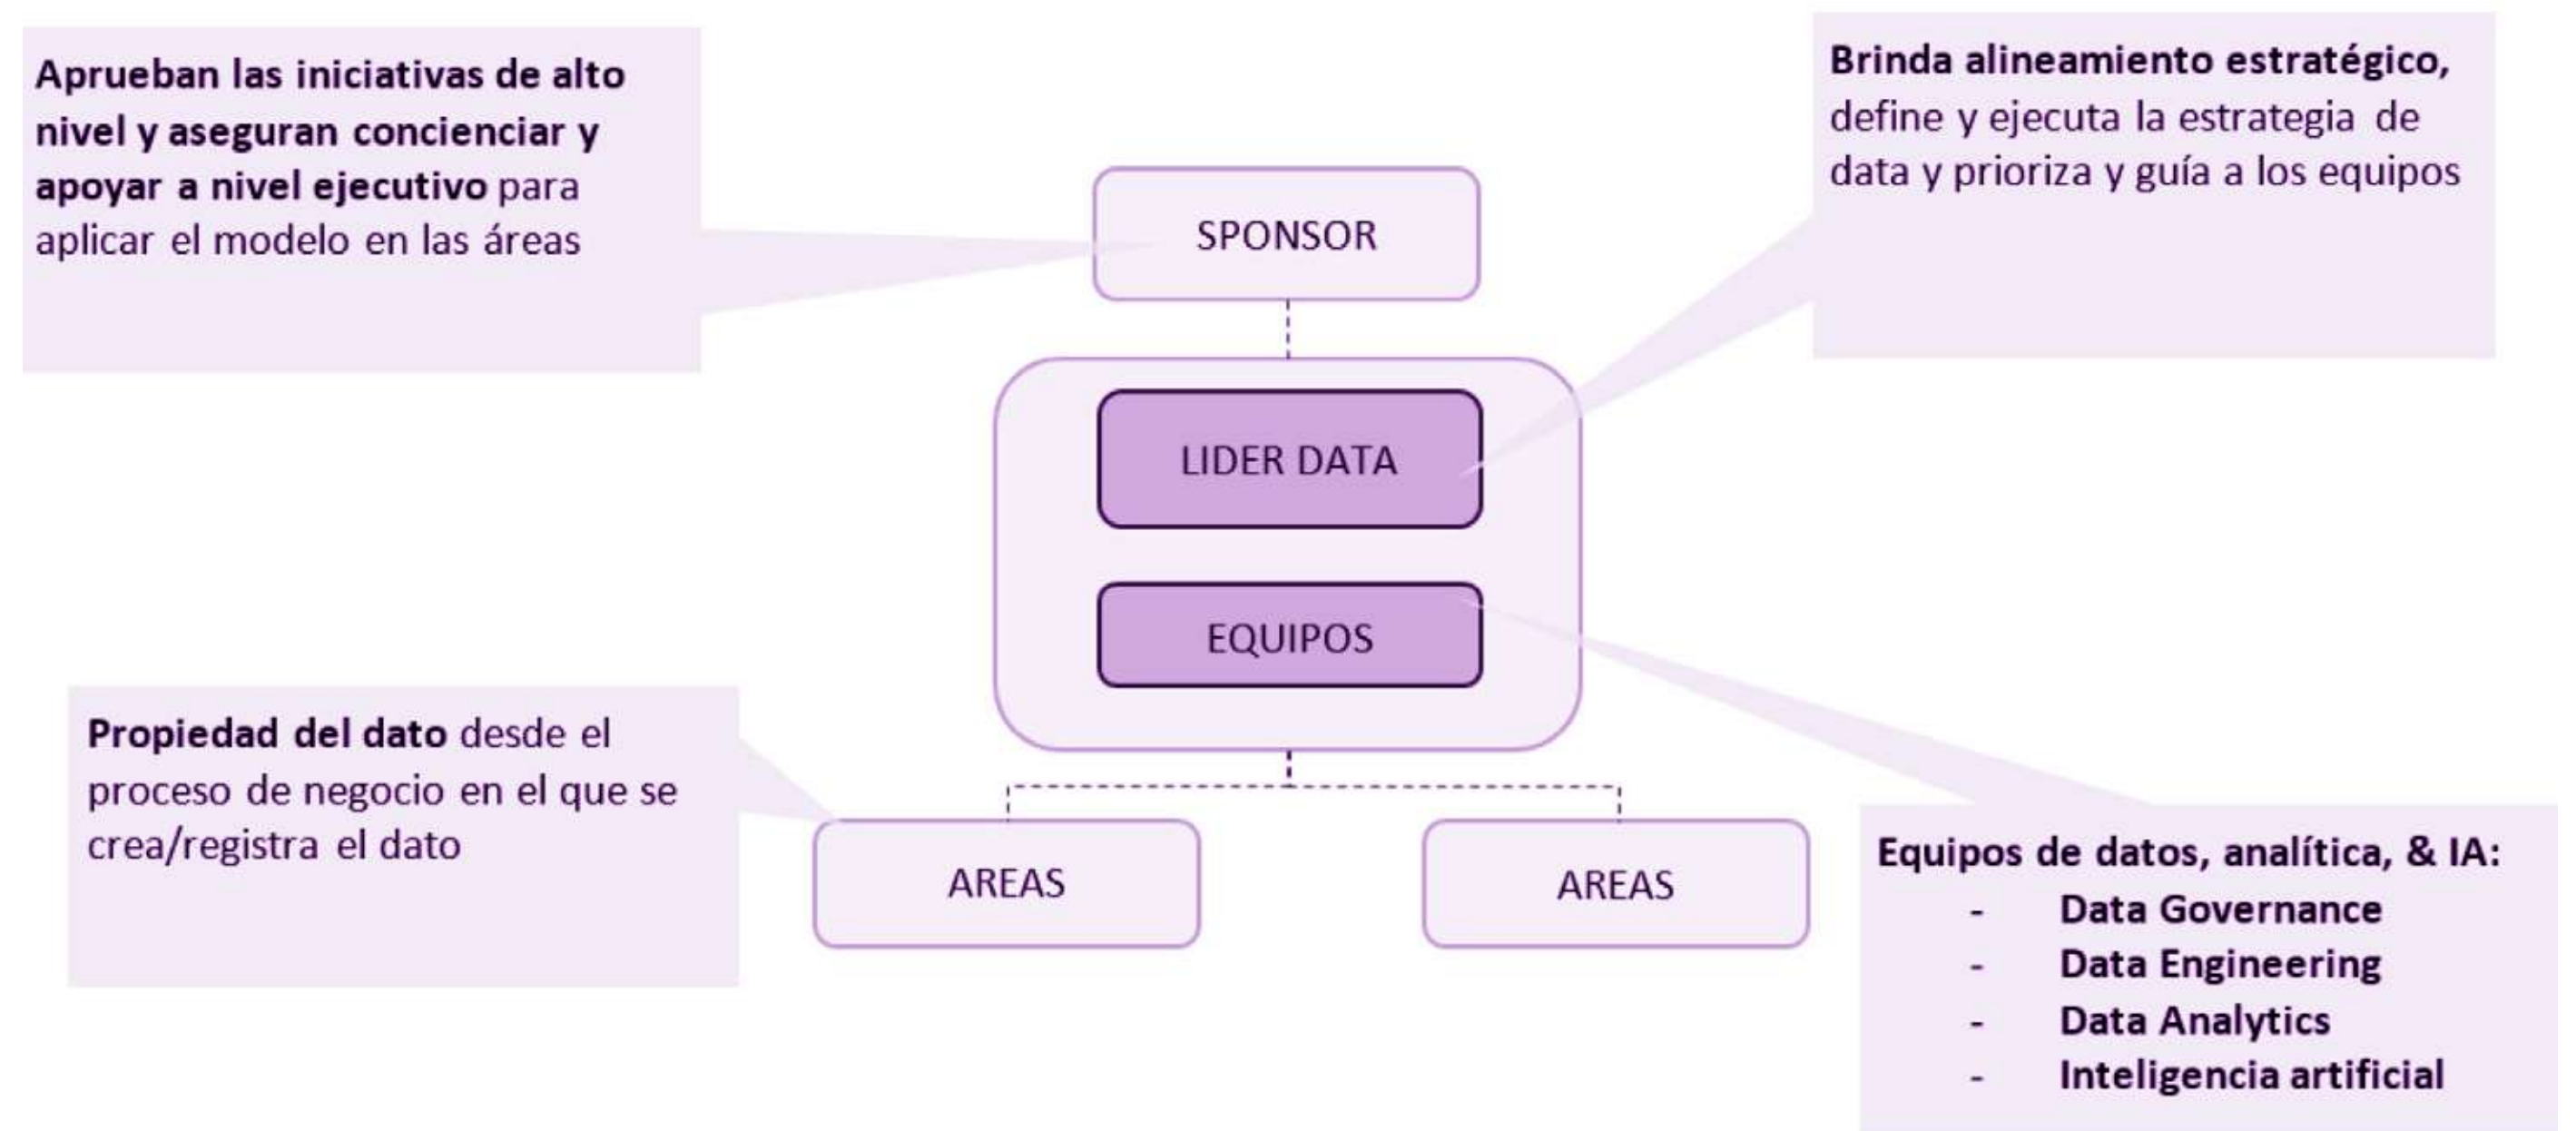 Aprueban las iniciativas de alto
nivel y aseguran concienciar y
apoyar a nivel ejecutivo para
aplicar el modelo en las áreas
Brinda alineamiento estratégico,
define y ejecuta la estrategia de
data y prioriza y guía a los equipos
SPONSOR
LIDER DATA
EQUIPOS
Propiedad del dato desde el
proceso de negocio en el que se
crea/registra el dato
AREAS
AREAS
Equipos de datos, analítica, & IA:
- Data Governance
- Data Engineering
- Data Analytics
- Inteligencia artificial